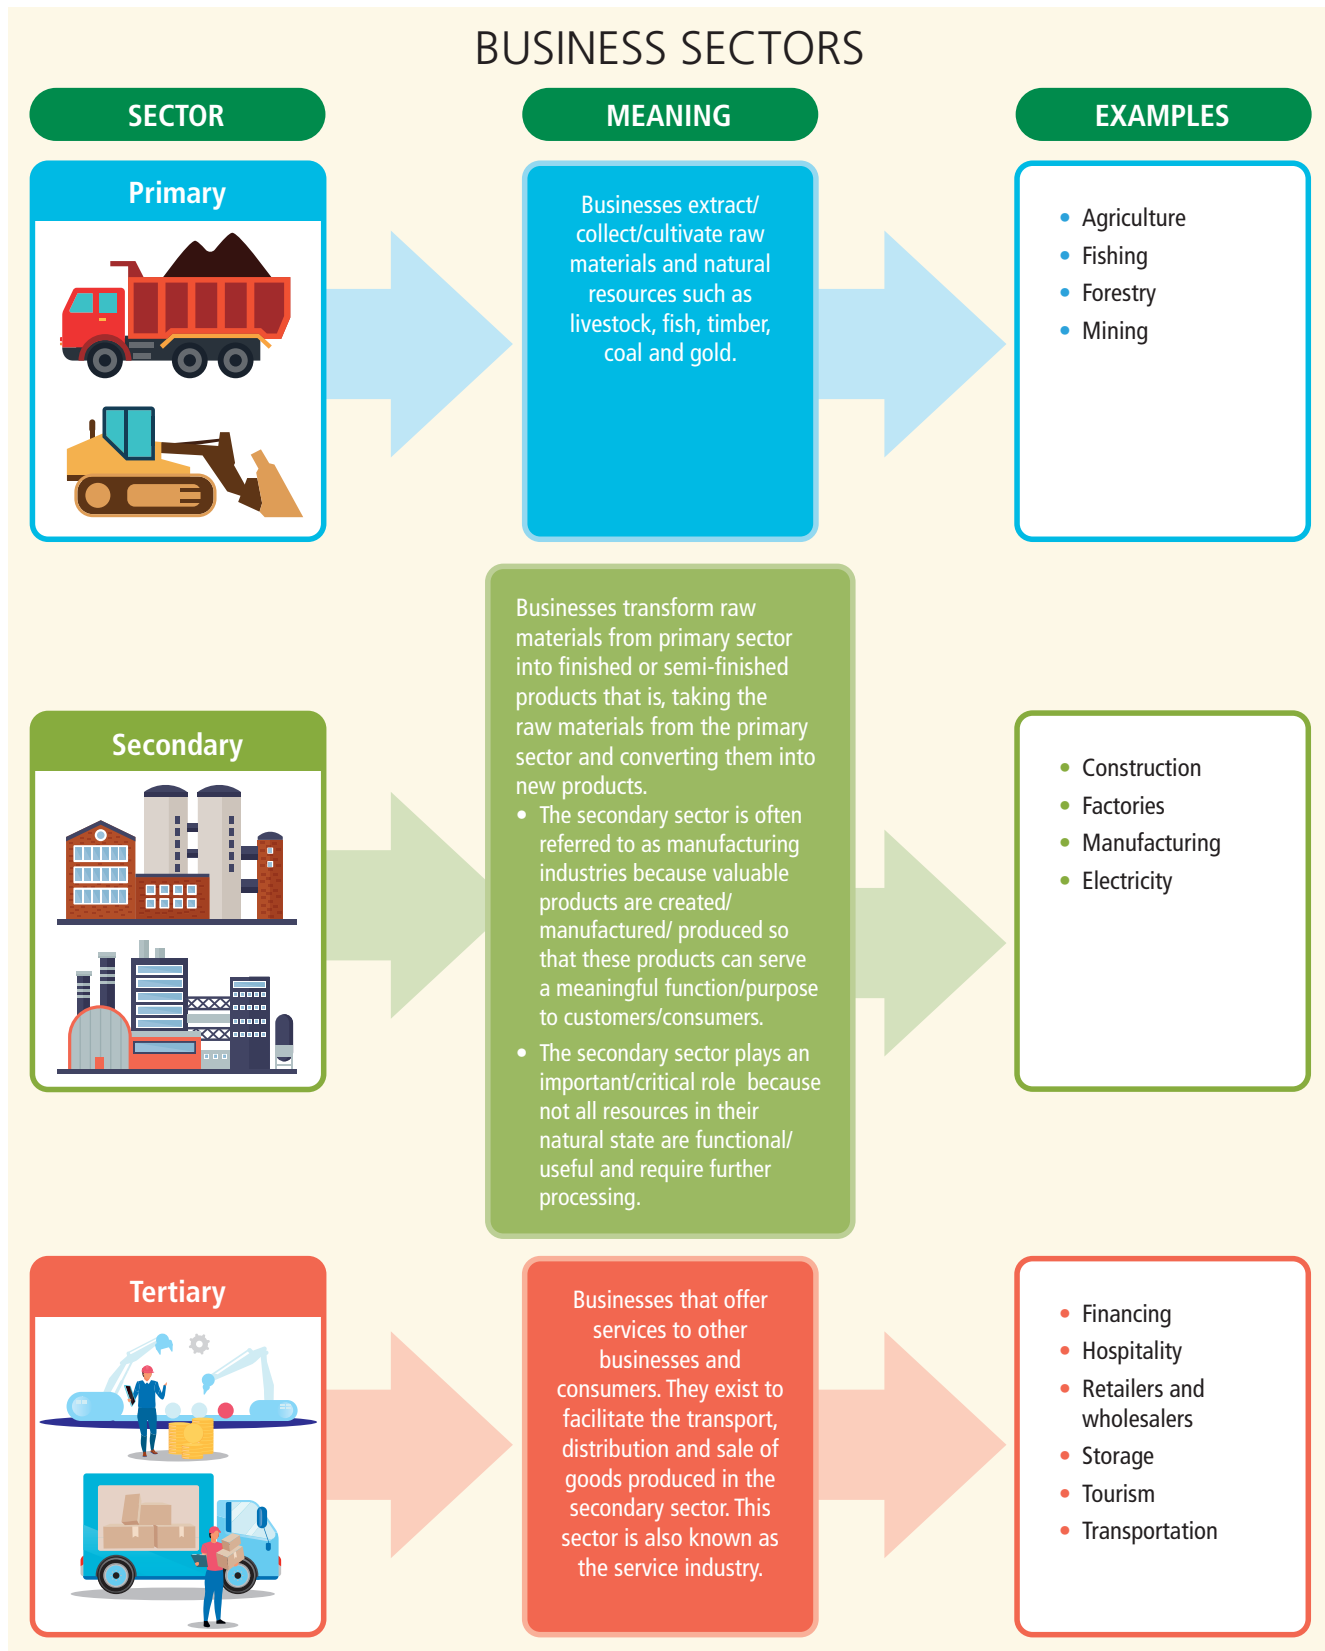 BUSINESS SECTORS
SECTOR
MEANING
EXAMPLES
Primary
Businesses extract/
collect/cultivate raw
materials and natural
resources such as
livestock, fish, timber,
coal and gold.
• Agriculture
• Fishing
• Forestry
• Mining
Secondary
Businesses transform raw
materials from primary sector
into finished or semi-finished
products that is, taking the
raw materials from the primary
sector and converting them into
new products.
• The secondary sector is often
referred to as manufacturing
industries because valuable
products are created/
manufactured/ produced so
that these products can serve
a meaningful function/purpose
to customers/consumers.
• The secondary sector plays an
important/critical role  because
not all resources in their
natural state are functional/
useful and require further
processing.
• Construction
• Factories
• Manufacturing
• Electricity
Tertiary
Businesses that offer
services to other
businesses and
consumers. They exist to
facilitate the transport,
distribution and sale of
goods produced in the
secondary sector. This
sector is also known as
the service industry.
• Financing
• Hospitality
• Retailers and
wholesalers
• Storage
• Tourism
• Transportation